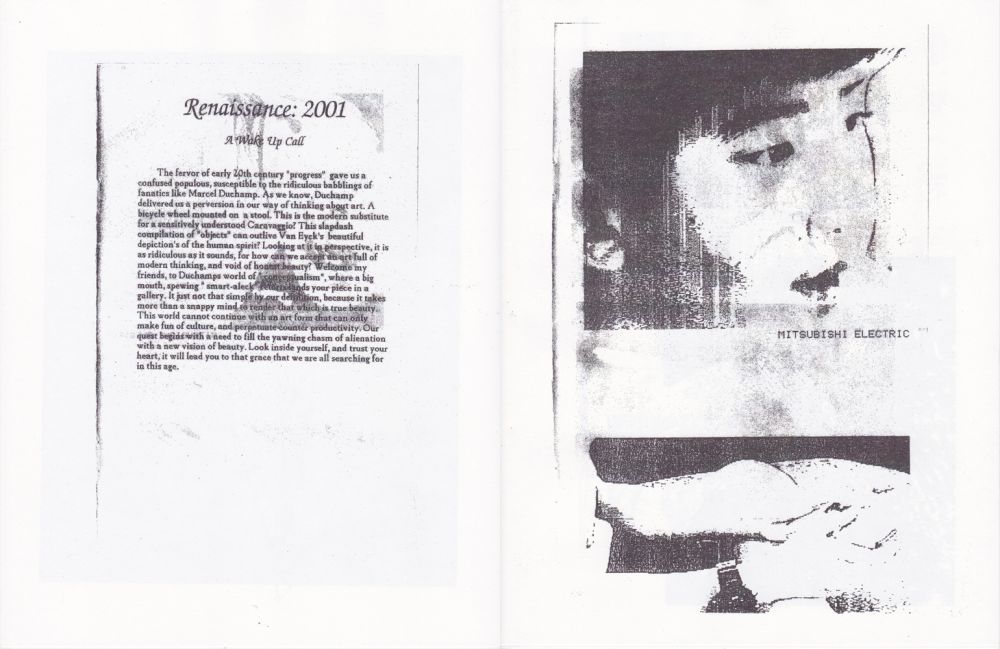 Renaissance: 2001
A Wake Up Call
The fervor of early 20th century "progress" gave us a
confused populous, susceptible to the ridiculous babblings of
fanatics like Marcel Duchamp. As we know, Duchamp
delivered us a perversion in our way of thinking about art. A
bicycle wheel mounted on a stool. This is the modern substitute
for a sensitively understood Caravaggio? This slapdash
compilation of "objects" can outlive Van Eyck's beautiful
depiction's of the human spirit? Looking at it in perspective, it is
as ridiculous as it sounds, for how can we accept an art full of
modern thinking, and void of honest beauty? Welcome my
friends, to Duchamps world of "conceptualism", where a big
mouth, spewing " smart-aleck" lands your piece in a
gallery. It just not that simple by our definition, because it takes
more than a snappy mind to render that which is true beauty.
This world cannot continue with an art form that can only
make fun of culture, and perpetuate counter productivity. Our
quest begins with a need to fill the yawning chasm of alienation
with a new vision of beauty. Look inside yourself, and trust your
heart, it will lead you to that grace that we are all searching for
in this age.
MITSUBISHI ELECTRIC